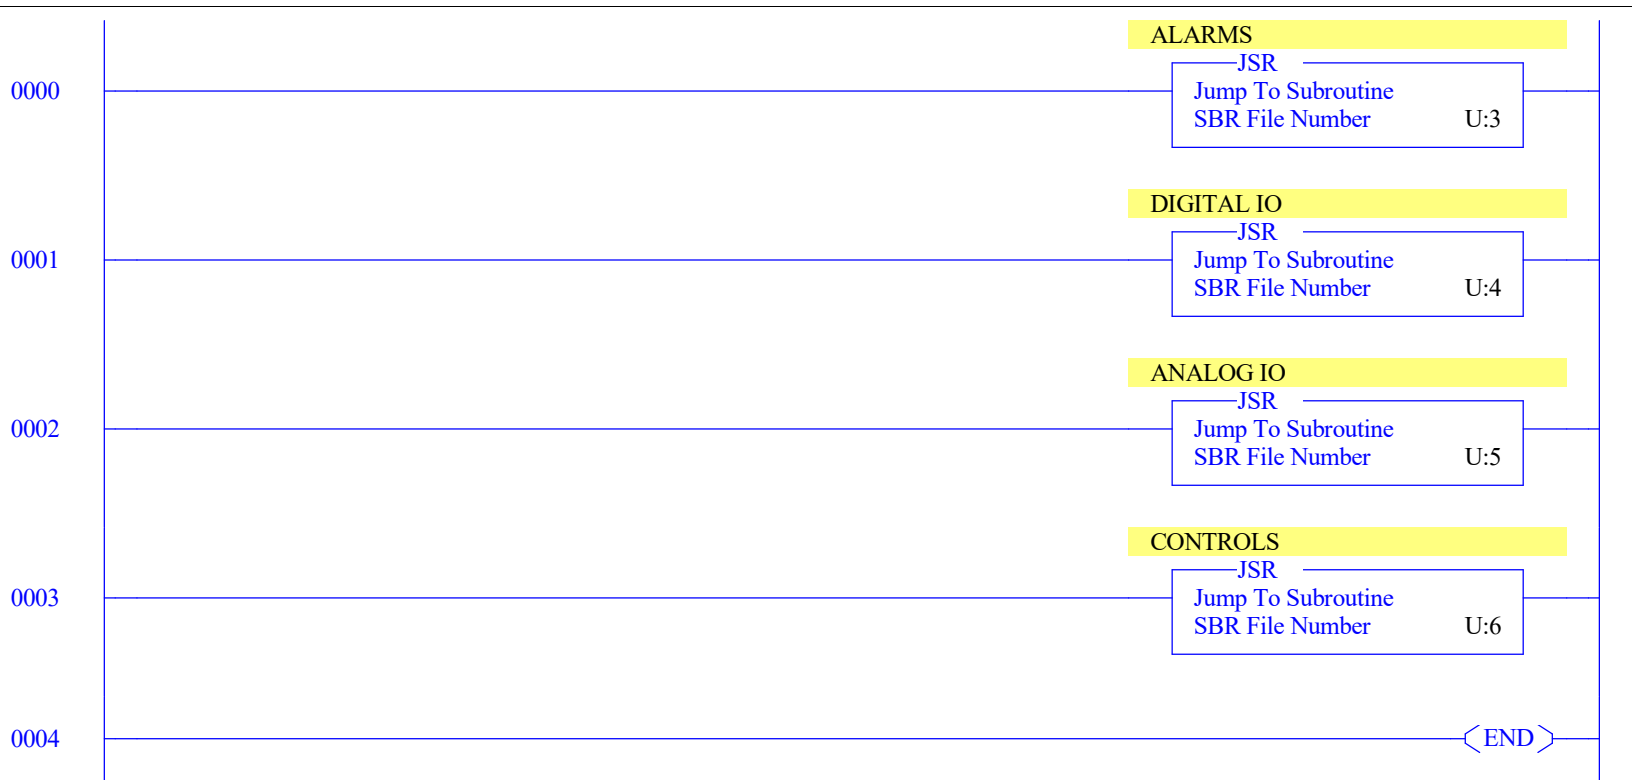 ALARMS
JSR
0000
Jump To Subroutine
SBR File Number U:3
DIGITAL IO
JSR
0001
Jump To Subroutine
SBR File Number U:4
ANALOG IO
JSR
0002
Jump To Subroutine
SBR File Number U:5
CONTROLS
JSR
0003
Jump To Subroutine
SBR File Number U:6
0004
END